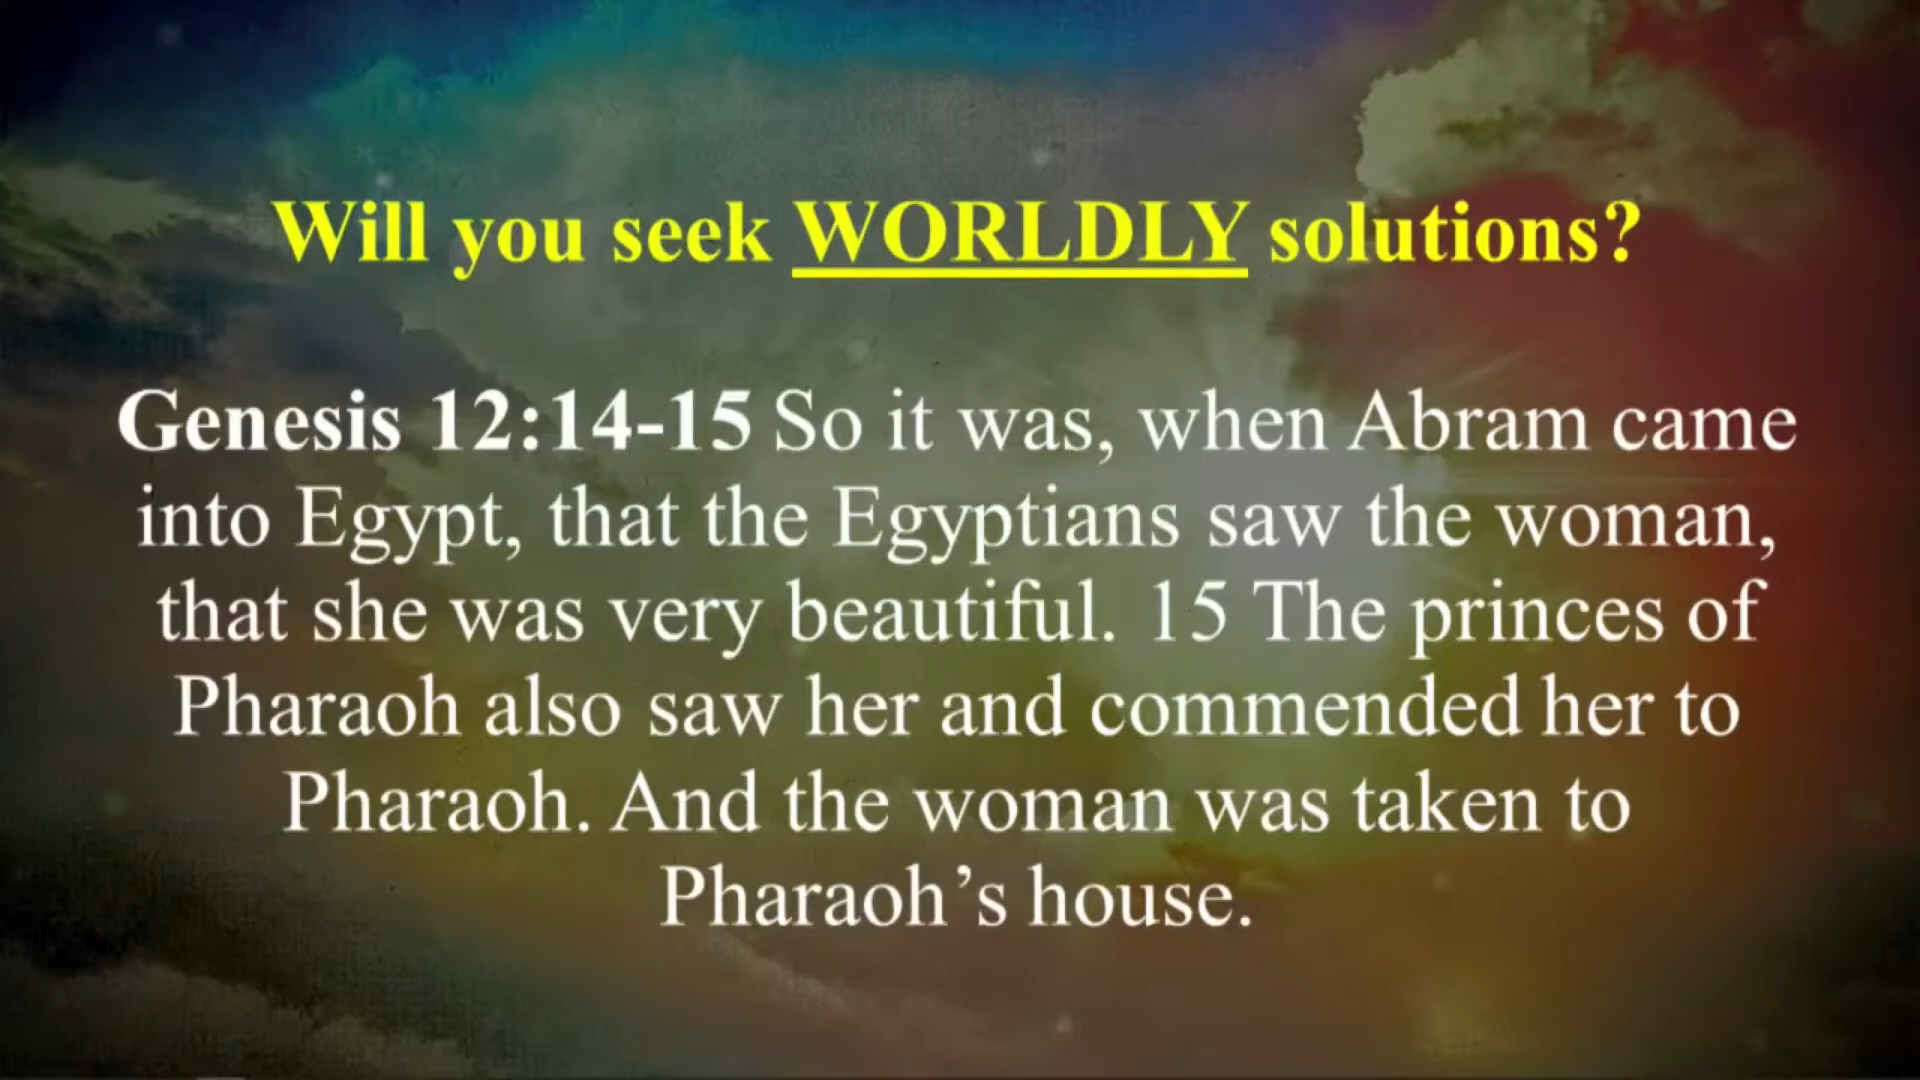 Will you seek WORLDLY solutions?
Genesis 12:14-15 So it was, when Abram came
into Egypt, that the Egyptians saw the woman,
that she was very beautiful. 15 The princes of
Pharaoh also saw her and commended her to
Pharaoh. And the woman was taken to
Pharaoh’s house.